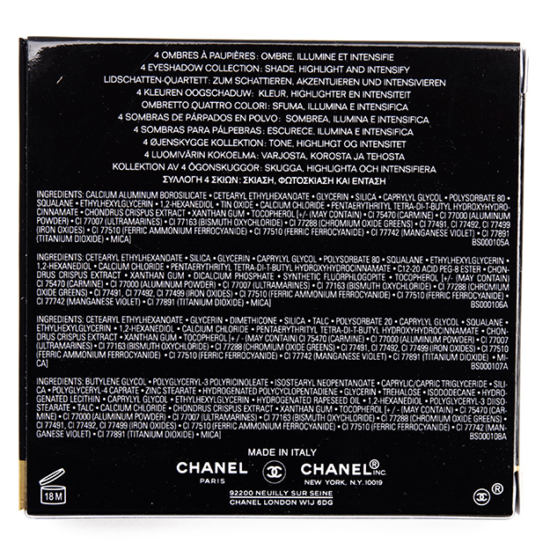 4 OMBRES À PAUPIÈRES: OMBRE, ILLUMINE ET INTENSIFIE
4 EYESHADOW COLLECTION: SHADE, HIGHLIGHT AND INTENSIFY
LIDSCHATTEN-QUARTETT: ZUM SCHATTIEREN, AKZENTUIEREN UND INTENSIVIEREN
4 KLEUREN OOGSCHADUW: KLEUR, HIGHLIGHTER EN INTENSITEIT
OMBRETTO QUATTRO COLORI: SFUMA, ILLUMINA E INTENSIFICA
4 SOMBRAS DE PÁRPADOS EN POLVO: SOMBREA, ILUMINA E INTENSIFICA
4 SOMBRAS PARA PÁLPEBRAS: ESCURECE, ILUMINA E INTENSIFICA
4 ØJENSKYGGE KOLLEKTION: TONE, HIGHLIHGT OG INTENSITET
4 LUOMIVÄRIN KOKOELMA: VARJOSTA, KOROSTA JA TEHOSTA
KOLLEKTION AV 4 ÖGONSKUGGOR: SKUGGA, HIGHLIGHTA OCH INTENSIFIERA
ΣΥΛΛΟΓΗ 4 ΣΚΙΩΝ: ΣΚΙΑΣΗ, ΦΩΤΟΣΚΙΑΣΗ ΚΑΙ ΕΝΤΑΣΗ
INGREDIENTS: CALCIUM ALUMINUM BOROSILICATE • CETEARYL ETHYLHEXANOATE • GLYCERIN • SILICA • CAPRYLYL GLYCOL • POLYSORBATE 80 •
SQUALANE • ETHYLHEXYLGLYCERIN • 1,2-HEXANEDIOL • TIN OXIDE • CALCIUM CHLORIDE • PENTAERYTHRITYL TETRA-DI-T-BUTYL HYDROXYHYDRO-
CINNAMATE • CHONDRUS CRISPUS EXTRACT • XANTHAN GUM • TOCOPHEROL [+/- (MAY CONTAIN) • CI 75470 (CARMINE) • CI 77000 (ALUMINUM
POWDER) • CI 77007 (ULTRAMARINES) • CI 77163 (BISMUTH OXYCHLORIDE) • CI 77288 (CHROMIUM OXIDE GREENS) • CI 77491, CI 77492, CI 77499
(IRON OXIDES) • CI 77510 (FERRIC FERROCYANIDE) • CI 77510 (FERRIC AMMONIUM FERROCYANIDE) • CI 77742 (MANGANESE VIOLET) • CI 77891
(TITANIUM DIOXIDE) • MICA] BS000105A
INGREDIENTS: CETEARYL ETHYLHEXANOATE • SILICA • CAPRYLYL GLYCOL • POLYSORBATE 80 • SQUALANE • ETHYLHEXYLGLYCERIN •
1,2-HEXANEDIOL • CALCIUM CHLORIDE • PENTAERYTHRITYL TETRA-DI-T-BUTYL HYDROXYHYDROCINNAMATE • C12-20 ACID PEG-8 ESTER • CHON-
DRUS CRISPUS EXTRACT • XANTHAN GUM • DICALCIUM PHOSPHATE • SYNTHETIC FLUORPHLOGOPITE • TOCOPHEROL [+/- (MAY CONTAIN)
CI 75470 (CARMINE) • CI 77000 (ALUMINUM POWDER) • CI 77007 (ULTRAMARINES) • CI 77163 (BISMUTH OXYCHLORIDE) • CI 77288 (CHROMIUM
OXIDE GREENS) • CI 77491, CI 77492, CI 77499 (IRON OXIDES) • CI 77510 (FERRIC AMMONIUM FERROCYANIDE) • CI 77510 (FERRIC FERROCYANIDE) •
CI 77742 (MANGANESE VIOLET) • CI 77891 (TITANIUM DIOXIDE) • MICA] BS000106A
INGREDIENTS: CETEARYL ETHYLHEXANOATE • GLYCERIN • DIMETHICONE • SILICA • TALC • POLYSORBATE 20 • CAPRYLYL GLYCOL • SQUALANE •
ETHYLHEXYLGLYCERIN • 1,2-HEXANEDIOL • CALCIUM CHLORIDE • PENTAERYTHRITYL TETRA-DI-T-BUTYL HYDROXYHYDROCINNAMATE • CHON-
DRUS CRISPUS EXTRACT • XANTHAN GUM • TOCOPHEROL [+/- (MAY CONTAIN) CI 75470 (CARMINE) • CI 77000 (ALUMINUM POWDER) • CI 77007
(ULTRAMARINES) • CI 77163 (BISMUTH OXYCHLORIDE) • CI 77288 (CHROMIUM OXIDE GREENS) • CI 77491, CI 77492, CI 77499 (IRON OXIDES) • CI 77510
(FERRIC AMMONIUM FERROCYANIDE) • CI 77510 (FERRIC FERROCYANIDE) • CI 77742 (MANGANESE VIOLET) • CI 77891 (TITANIUM DIOXIDE) • MI-
CA] BS000107A
INGREDIENTS: BUTYLENE GLYCOL • POLYGLYCERYL-3 POLYRICINOLEATE • ISOSTEARYL NEOPENTANOATE • CAPRYLIC/CAPRIC TRIGLYCERIDE • SILI-
CA • POLYGLYCERYL-4 CAPRATE • ZINC STEARATE • HYDROGENATED POLYCYCLOPENTADIENE • GLYCERIN • TREHALOSE • ISODODECANE • HYDRO-
GENATED LECITHIN • CAPRYLYL GLYCOL • ETHYLHEXYLGLYCERIN • HYDROGENATED RAPESEED OIL • 1,2-HEXANEDIOL • POLYGLYCERYL-3 DISO-
STEARATE • TALC • CALCIUM CHLORIDE • CHONDRUS CRISPUS EXTRACT • XANTHAN GUM • TOCOPHEROL • [+/- (MAY CONTAIN) • CI 75470 (CAR-
MINE) • CI 77000 (ALUMINUM POWDER) • CI 77007 (ULTRAMARINES) • CI 77163 (BISMUTH OXYCHLORIDE) • CI 77288 (CHROMIUM OXIDE GREENS) •
CI 77491, CI 77492, CI 77499 (IRON OXIDES) • CI 77510 (FERRIC AMMONIUM FERROCYANIDE) • CI 77510 (FERRIC FERROCYANIDE) • CI 77742 (MAN-
GANESE VIOLET) • CI 77891 (TITANIUM DIOXIDE) • MICA] BS000108A
MADE IN ITALY
CHANEL CHANEL® INC.
PARIS NEW YORK, N.Y. 10019
92200 NEUILLY SUR SEINE
CHANEL LONDON W1J 6DG
18 M
®